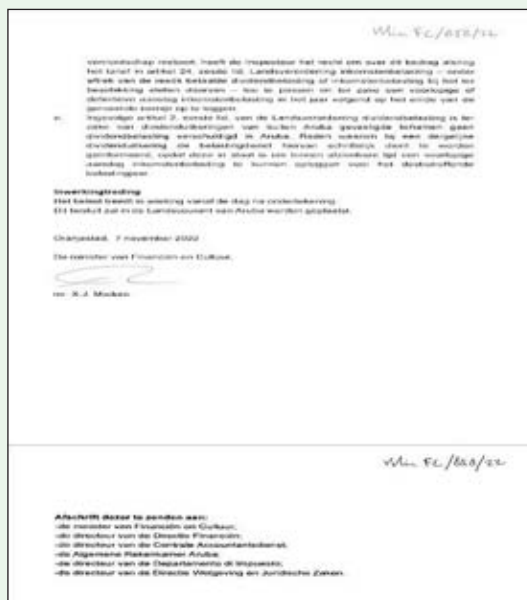 Min FC/858/22
vennootschap resteert, heeft de Inspecteur het recht om over dit bedrag alsnog
het tarief in artikel 24, zesde lid, Landsverordening inkomstenbelasting – onder
aftrek van de reeds betaalde dividendbelasting of inkomstenbelasting bij het ter
beschikking stellen daarvan – toe te passen en ter zake een voorlopige of
definitieve aanslag inkomstenbelasting in het jaar volgend op het einde van de
genoemde termijn op te leggen.
Ingevolge artikel 2, eerste lid, van de Landsverordening dividendbelasting is ter
zake van dividenduitkeringen van buiten Aruba gevestigde lichamen geen
dividendbelasting verschuldigd in Aruba. Reden waarom bij een dergelijke
dividenduitkering de belastingdienst hiervan schriftelijk dient te worden
geïnformeerd, opdat deze in staat is om binnen afzienbare tijd een voorlopige
aanslag inkomstenbelasting te kunnen opleggen over het desbetreffende
belastingjaar.
Inwerkingtreding
Het beleid treedt in werking vanaf de dag na ondertekening.
Dit besluit zal in de Landscourant van Aruba worden geplaatst.
Oranjestad, 7 november 2022
De minister van Financiën en Cultuur,
mr. X.J. Maduro
Min FC/858/22
Afschrift dezer te zenden aan:
-de minister van Financiën en Cultuur;
-de directeur van de Directie Financiën;
-de directeur van de Centrale Accountantsdienst;
-de Algemene Rekenkamer Aruba;
-de directeur van de Departamento di Impuesto;
-de directeur van de Directie Wetgeving en Juridische Zaken.